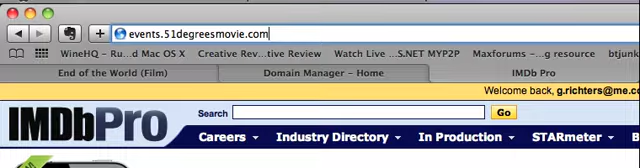 events.51degreesmovie.com
WineHQ - Ru...d Mac OS X Creative Rev...tive Review Watch Live ...S.NET MYP2P Maxforums - ...g resource btjunk
End of the World (Film) Domain Manager - Home IMDb Pro
Welcome back, g.richters@me.co
IMDbPro Search Go
Careers Industry Directory In Production STARmeter B